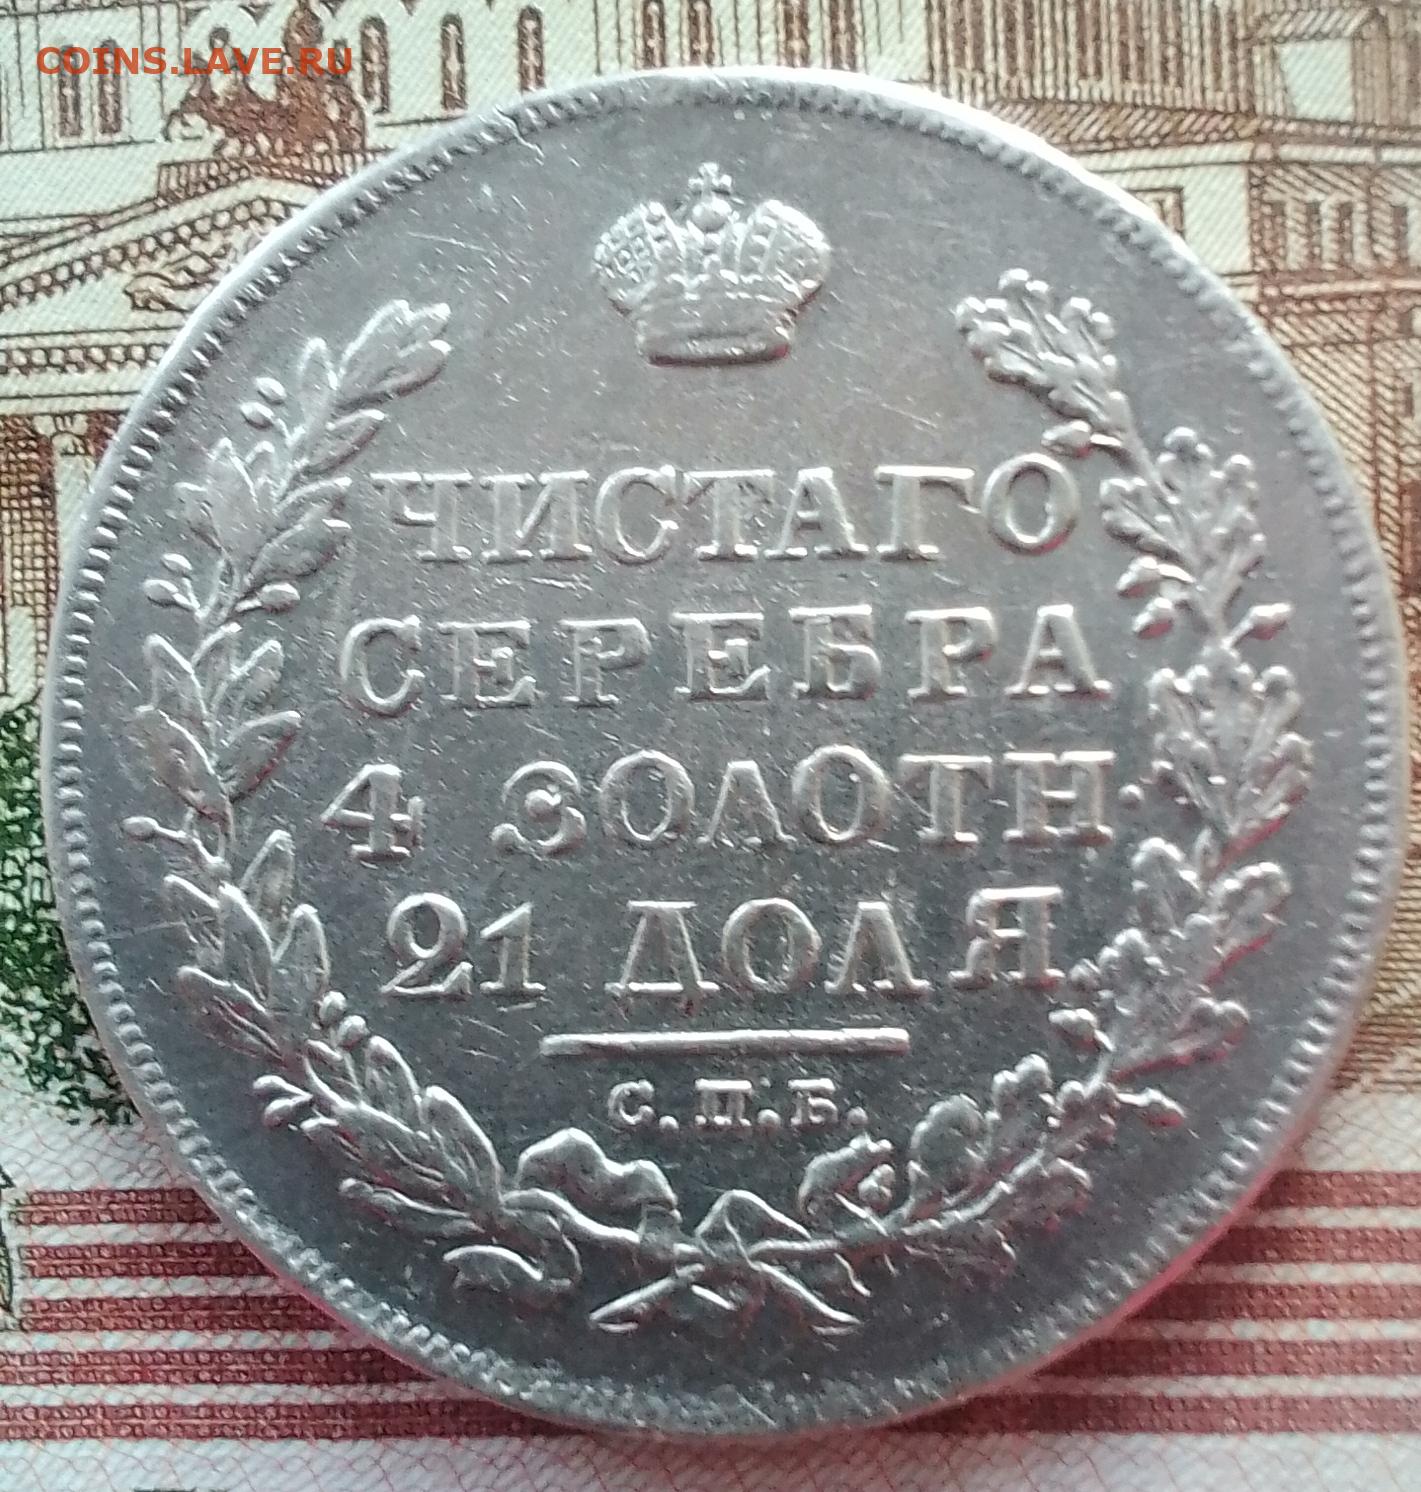 COINS.LAVE.RU
ЧИСТАГО
СЕРЕБРА
4 ЗОЛОТН.
21 ДОЛЯ.
С.П.Б.